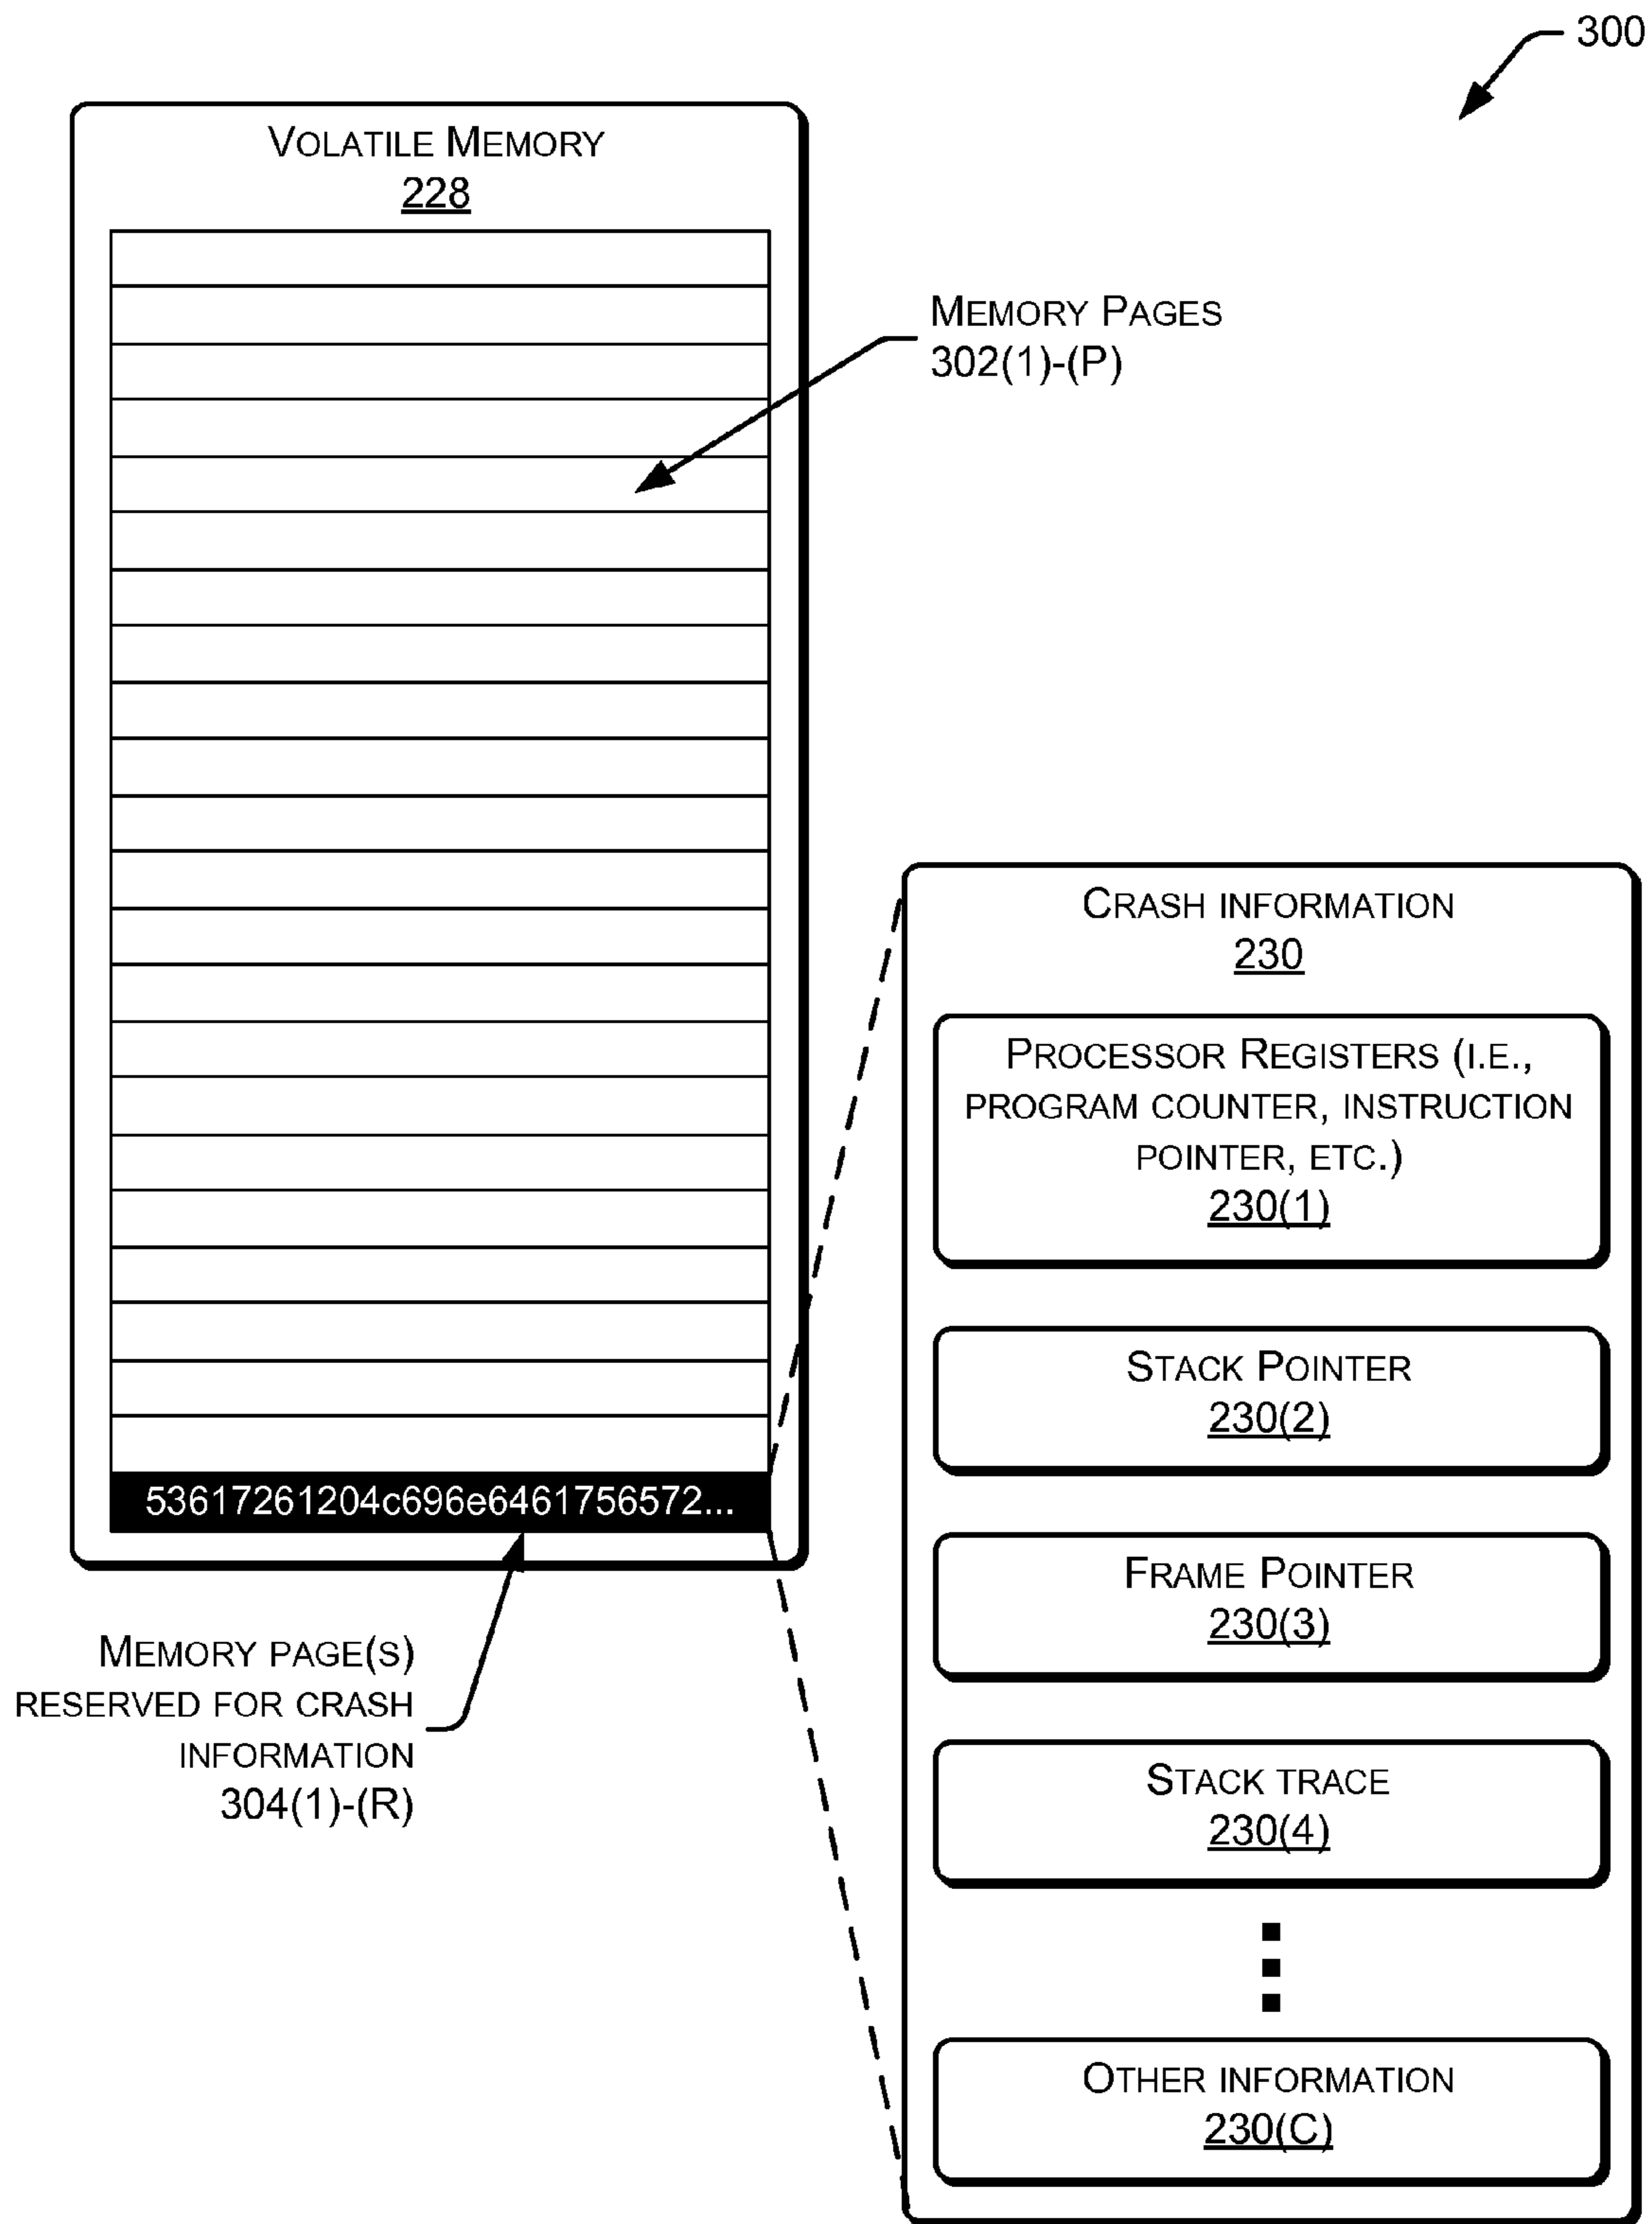 300
VOLATILE MEMORY
228
MEMORY PAGES
302(1)-(P)
CRASH INFORMATION
230
PROCESSOR REGISTERS (I.E.,
PROGRAM COUNTER, INSTRUCTION
POINTER, ETC.)
230(1)
STACK POINTER
230(2)
53617261204c696e6461756572...
FRAME POINTER
230(3)
MEMORY PAGE(S)
RESERVED FOR CRASH
INFORMATION
304(1)-(R)
STACK TRACE
230(4)
OTHER INFORMATION
230(C)